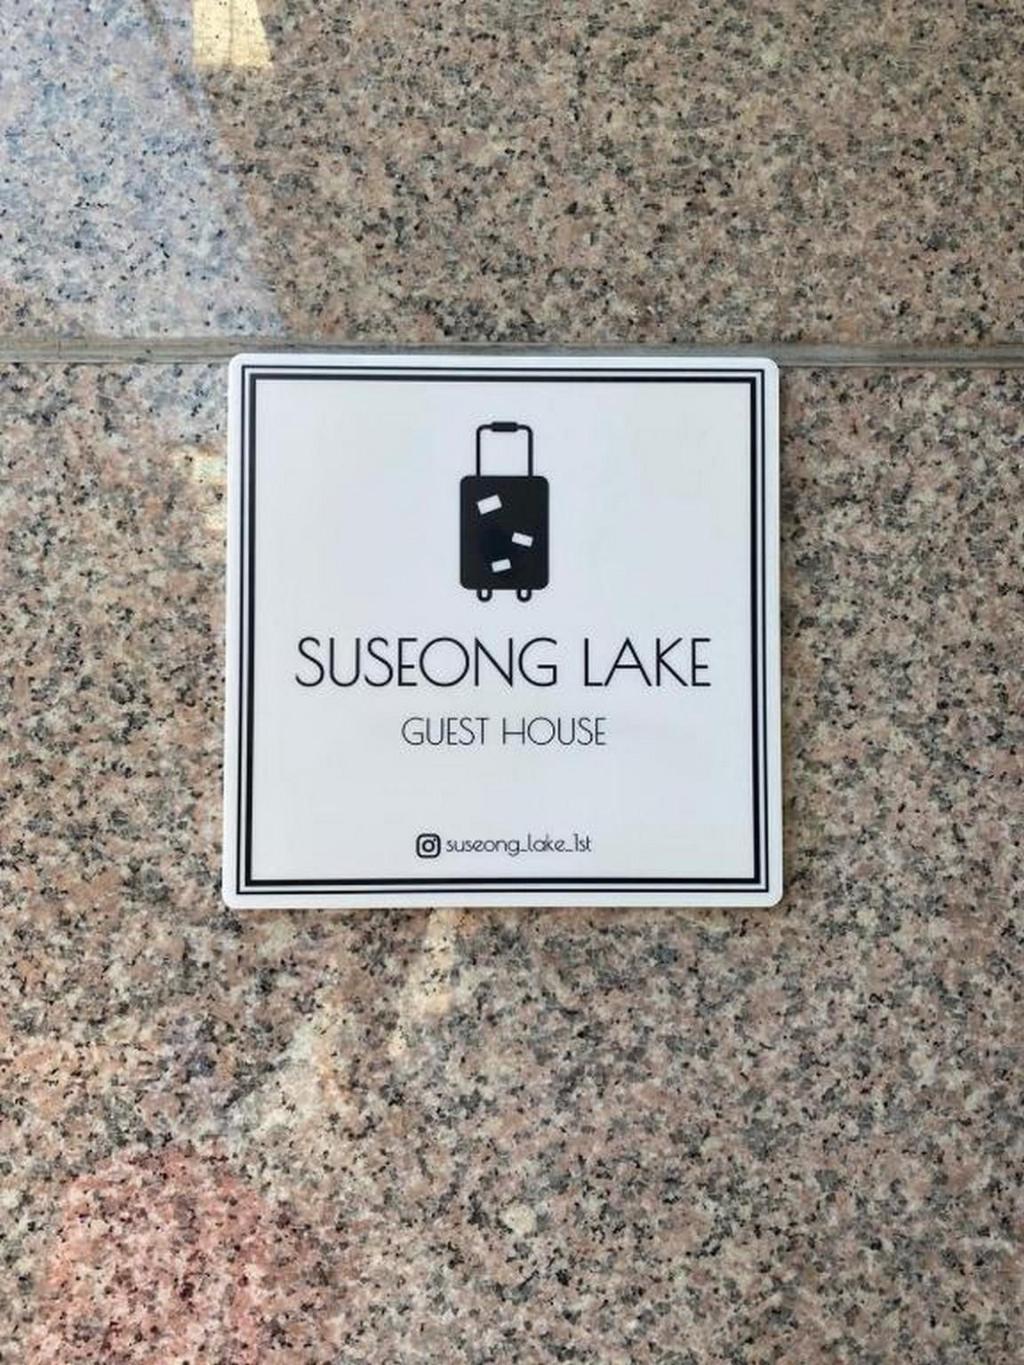 SUSEONG LAKE
GUEST HOUSE
suseong_lake_1st